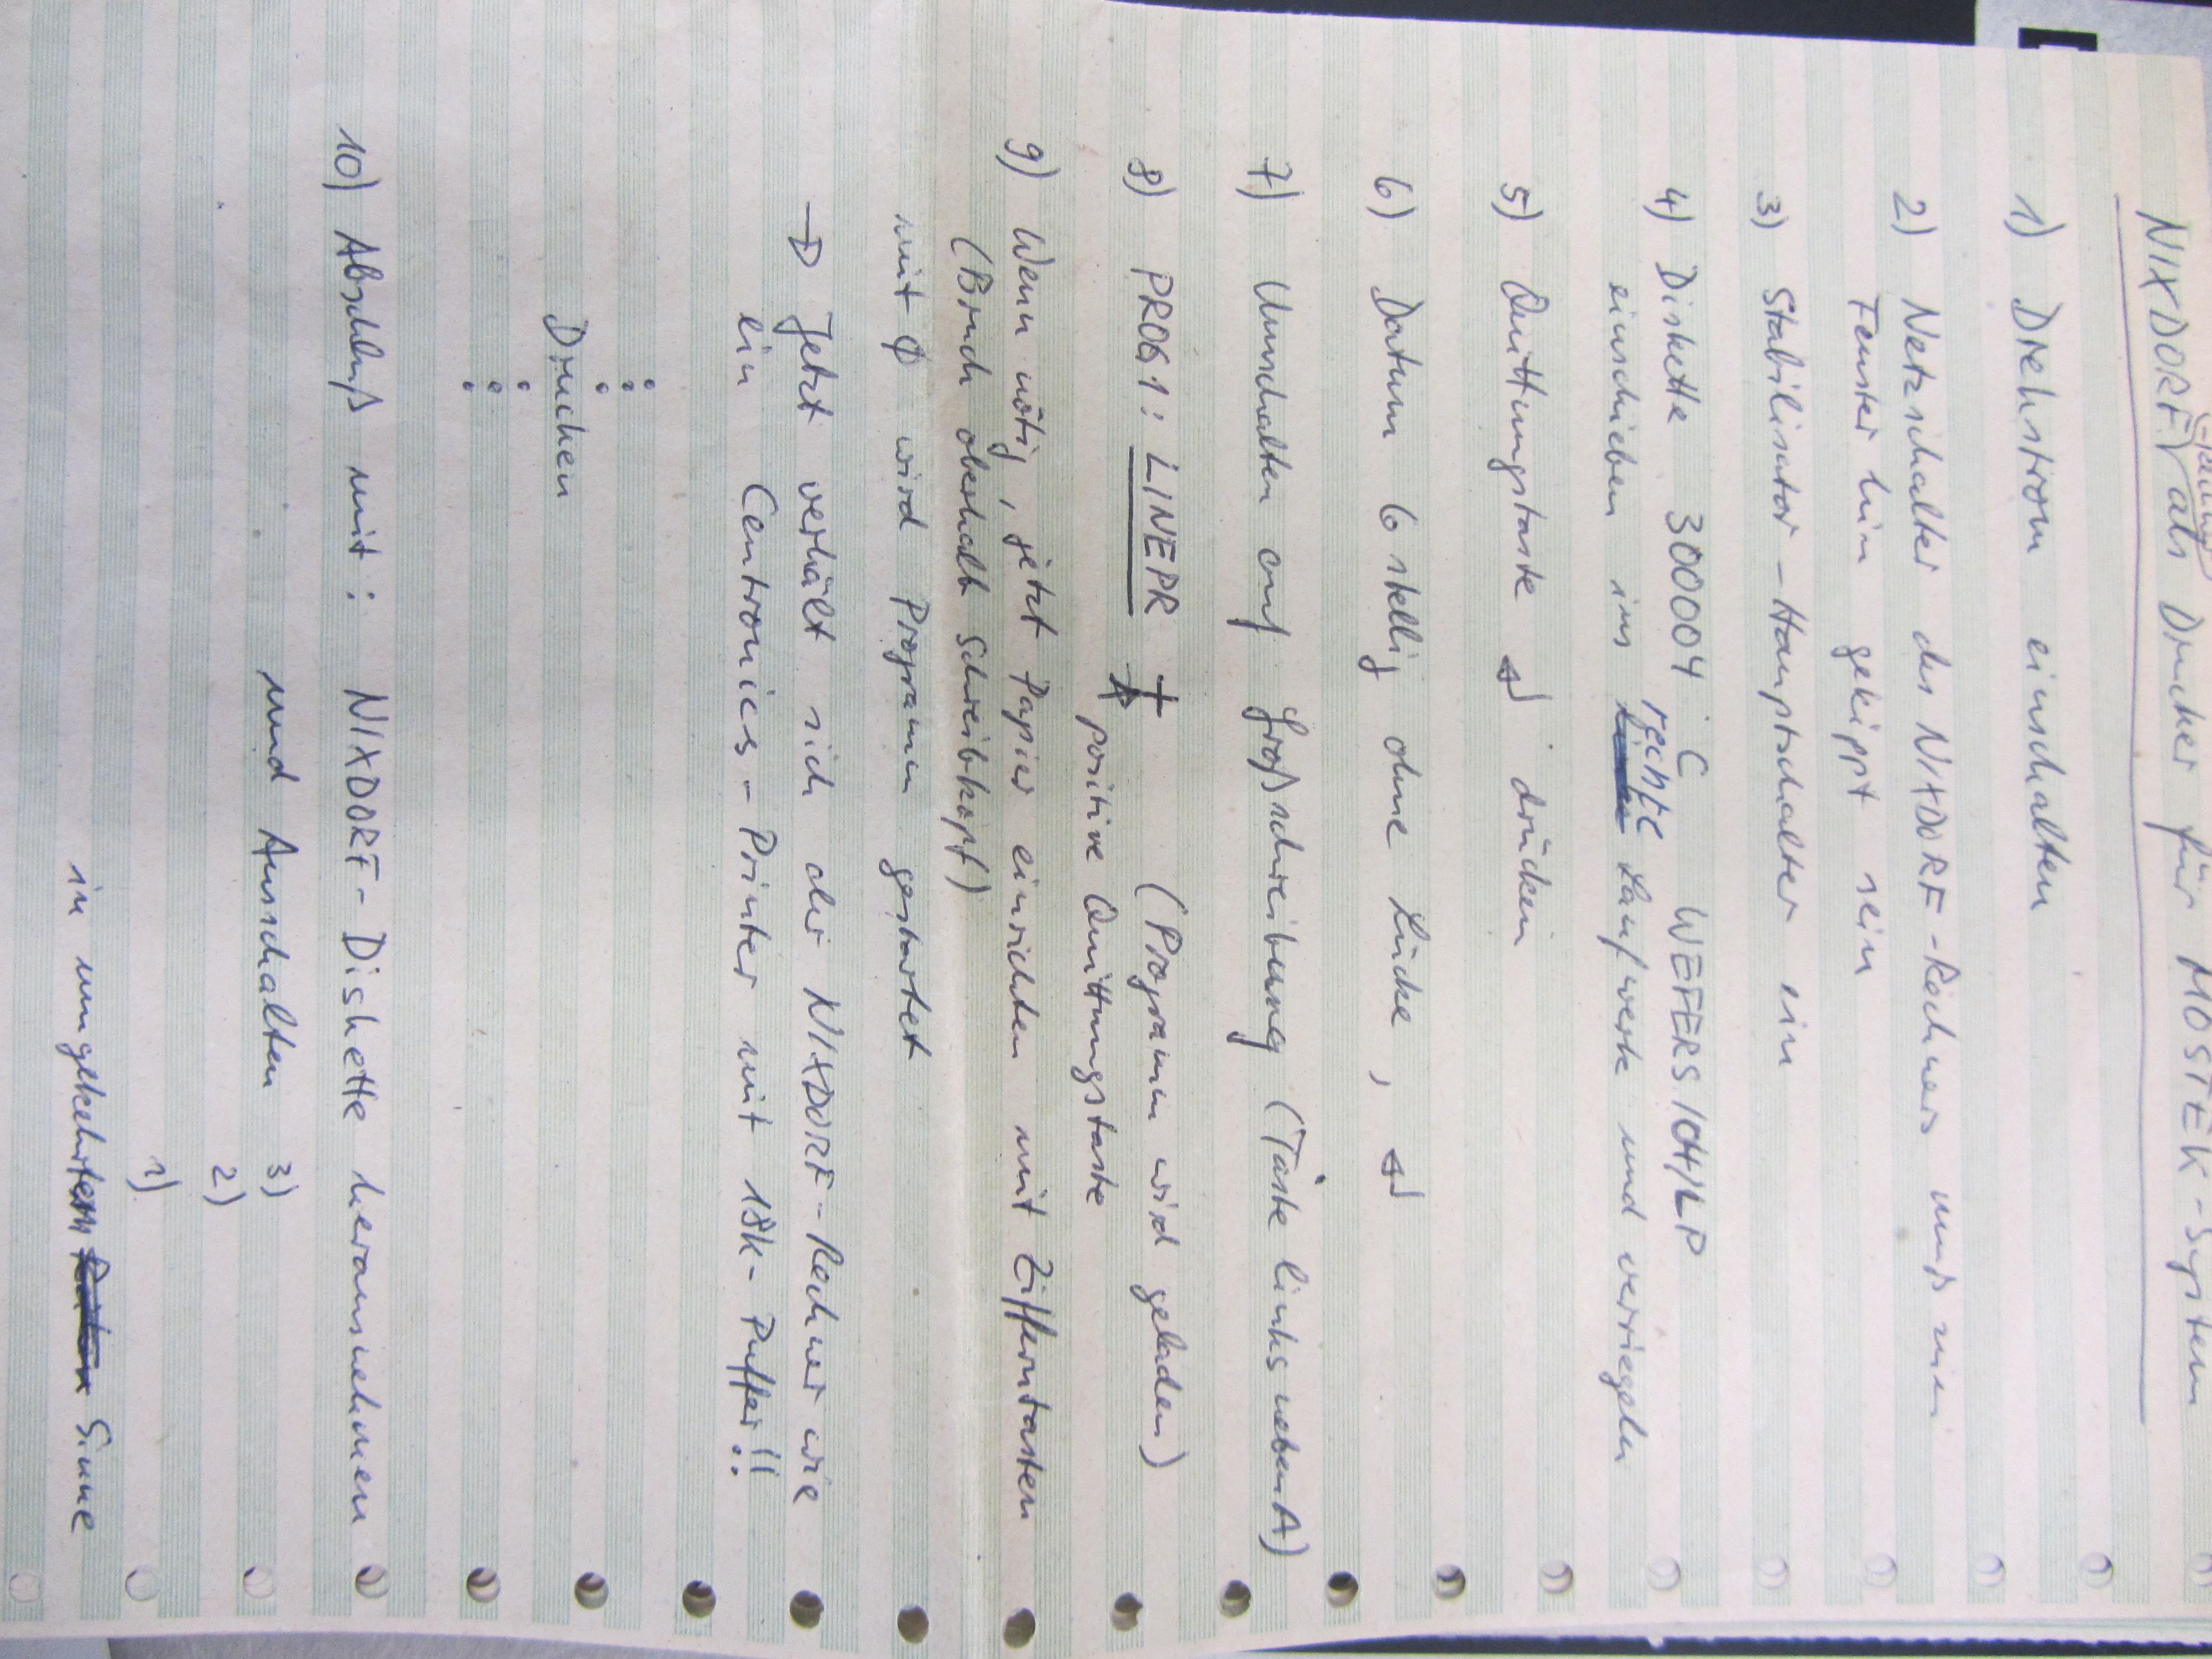 -Rechner
NIXDORF als Drucker für MOSTEK-System
1) Drehstrom einschalten
2) Netzschalter des NIXDORF-Rechners muß zum
Fenster hin gekippt sein
3) Stabilisator-Hauptschalter ein
4) Diskette 300004 C WEFERS/04/LP
rechte
einschieben ins linke Laufwerk und verriegeln
5) Quittungstaste ↵ drücken
6) Datum 6 stellig ohne Lücke, ↵
7) Umschalten auf Großschreibung (Taste links neben A)
8) PROG1: LINEPR + (Programm wird geladen)
positive Quittungstaste
9) Wenn nötig, jetzt Papier einrichten mit Zifferntasten
(Bruch oberhalb Schreibkopf)
mit Ø wird Programm gestartet
→ Jetzt verhält sich der NIXDORF-Rechner wie
ein Centronics-Printer mit 18k-Puffer!!
Drucken
10) Abschluß mit: NIXDORF-Diskette herausnehmen
und Ausschalten 3)
2)
1)
in umgekehrtem Sinne